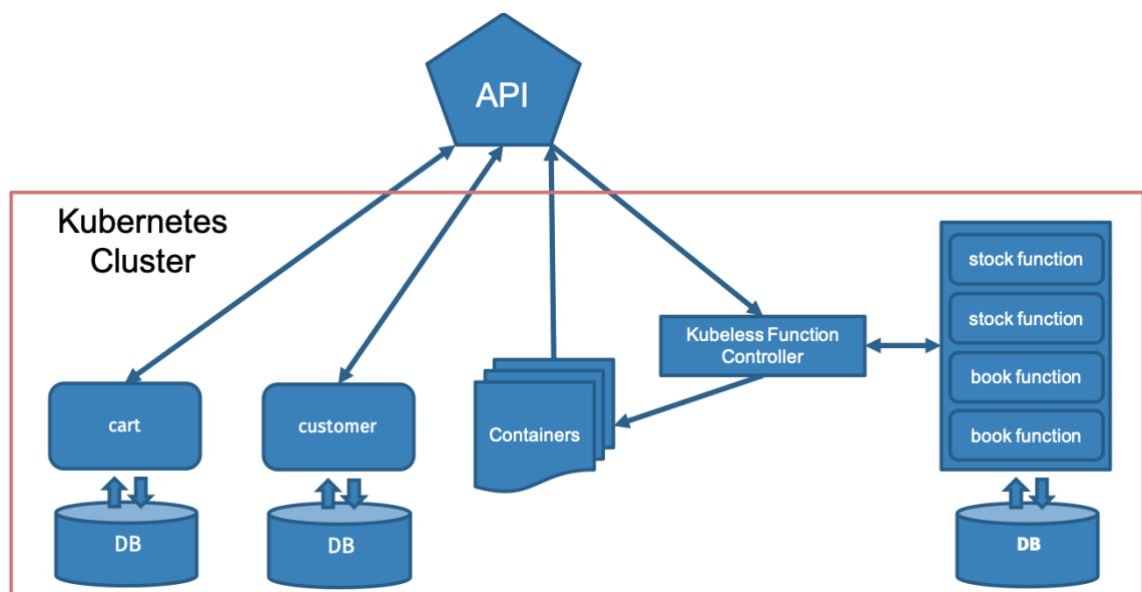 API
Kubernetes
Cluster
stock function
stock function
Kubeless Function
Controller
book function
cart
customer
Containers
book function
DB
DB
DB